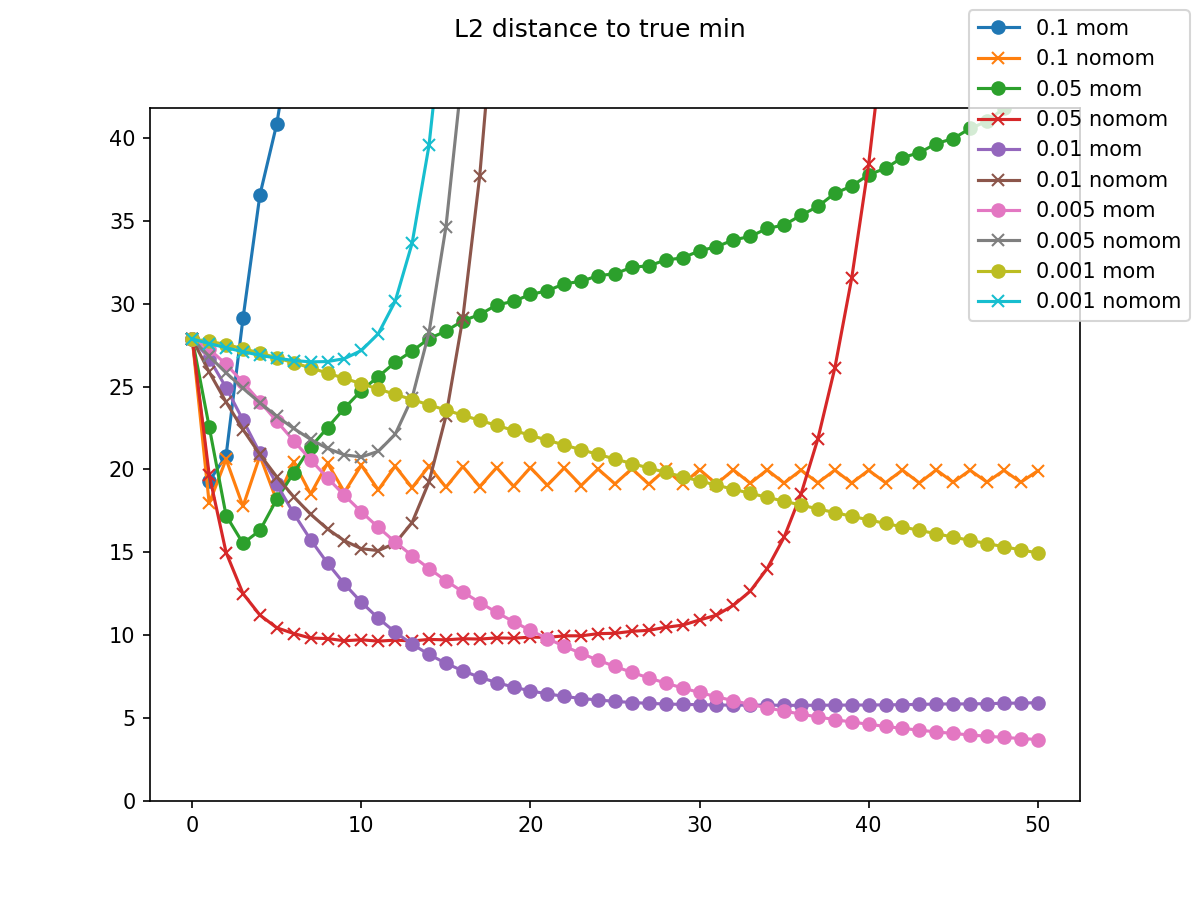 L2 distance to true min
0.1 mom
0.1 nomom
0.05 mom
0.05 nomom
0.01 mom
0.01 nomom
0.005 mom
0.005 nomom
0.001 mom
0.001 nomom
40
35
30
25
20
15
10
5
0
0 10 20 30 40 50